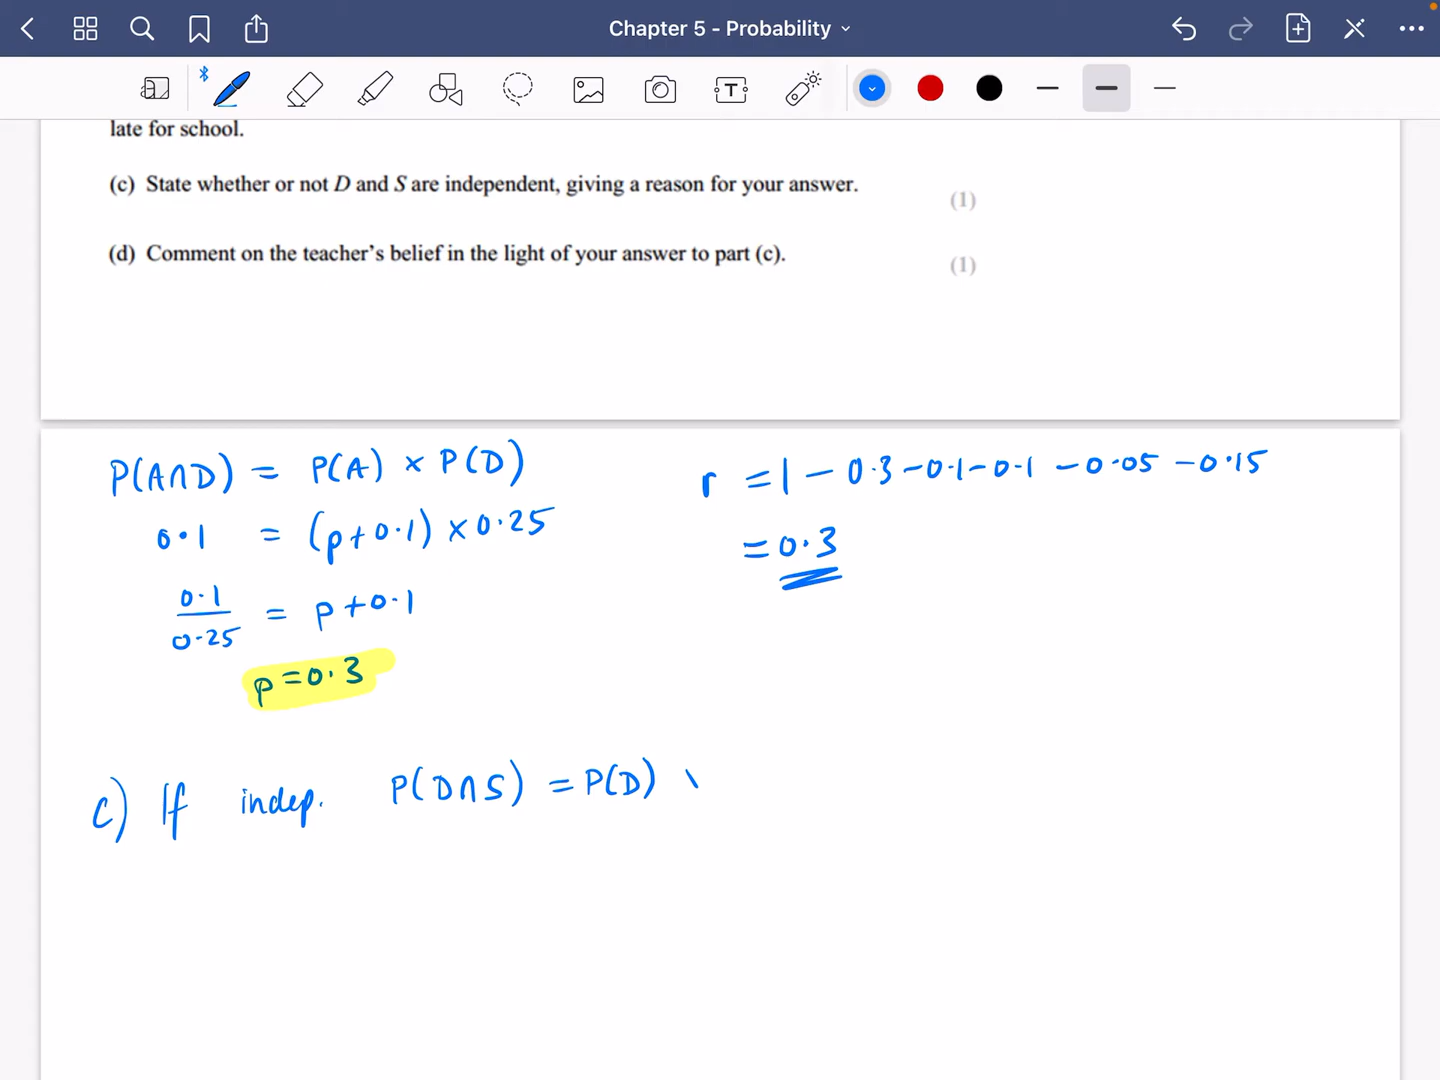 Chapter 5 - Probability
T
late for school.
(c) State whether or not D and S are independent, giving a reason for your answer.
(1)
(d) Comment on the teacher's belief in the light of your answer to part (c).
(1)
P(A∩D) = P(A) × P(D)
0.1 = (p+0.1) × 0.25
0.1/0.25 = p+0.1
p=0.3
r = 1 - 0.3 - 0.1 - 0.1 - 0.05 - 0.15
= 0.3
c) If indep. P(D∩S) = P(D) \